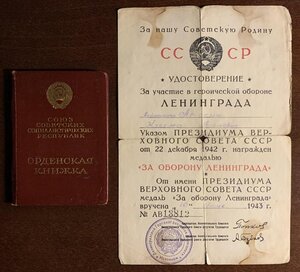 СОЮЗ
СОВЕТСКИХ
СОЦИАЛИСТИЧЕСКИХ
РЕСПУБЛИК
ОРДЕНСКАЯ
КНИЖКА
За нашу Советскую Родину
СССР
УДОСТОВЕРЕНИЕ
За участие в героической обороне
ЛЕНИНГРАДА
Указом ПРЕЗИДИУМА ВЕР-
ХОВНОГО СОВЕТА СССР
от 22 декабря 1942 г. награжден
медалью
«ЗА ОБОРОНУ ЛЕНИНГРАДА»
От имени ПРЕЗИДИУМА
ВЕРХОВНОГО СОВЕТА СССР
медаль «За оборону Ленинграда»
вручена 1943 г.
№ АВ13812